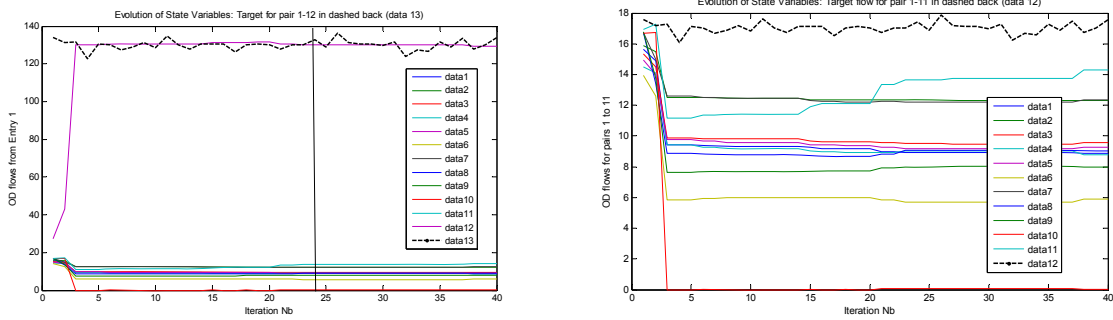 Evolution of State Variables: Target for pair 1-12 in dashed back (data 13)
OD flows from Entry 1
140
120
100
80
60
40
20
0
0 5 10 15 20 25 30 35 40
Iteration Nb
data1
data2
data3
data4
data5
data6
data7
data8
data9
data10
data11
data12
data13
Evolution of State Variables: Target flow for pair 1-11 in dashed back (data 12)
OD flows for pairs 1 to 11
18
16
14
12
10
8
6
4
2
0
0 5 10 15 20 25 30 35 40
Iteration Nb
data1
data2
data3
data4
data5
data6
data7
data8
data9
data10
data11
data12